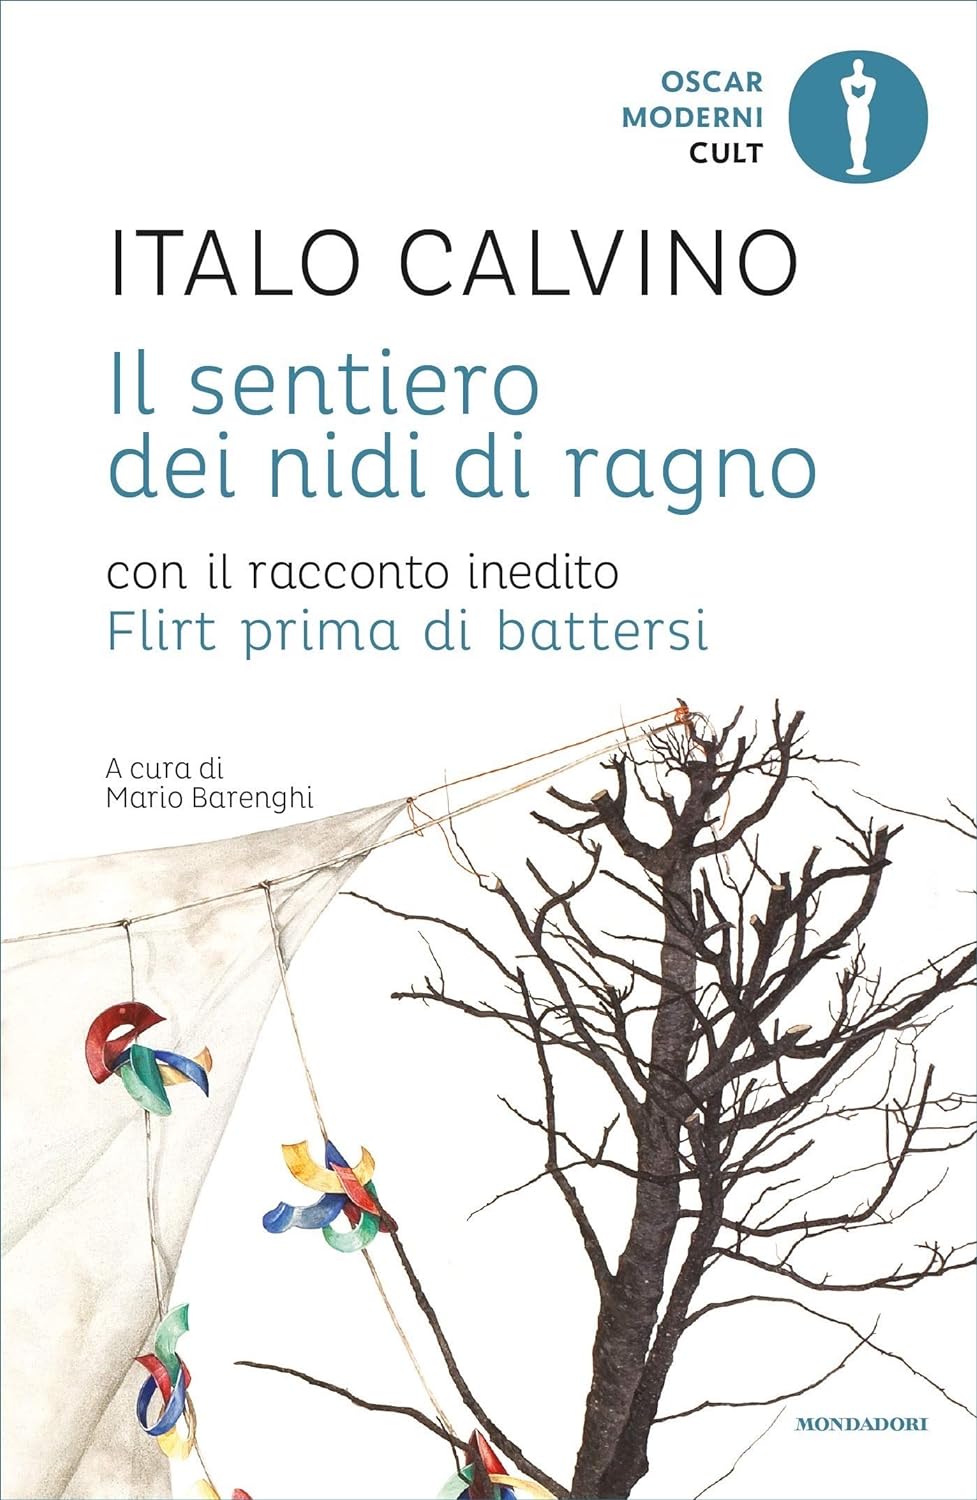 OSCAR
MODERNI
CULT
ITALO CALVINO
Il sentiero
dei nidi di ragno
con il racconto inedito
Flirt prima di battersi
A cura di
Mario Barenghi
MONDADORI